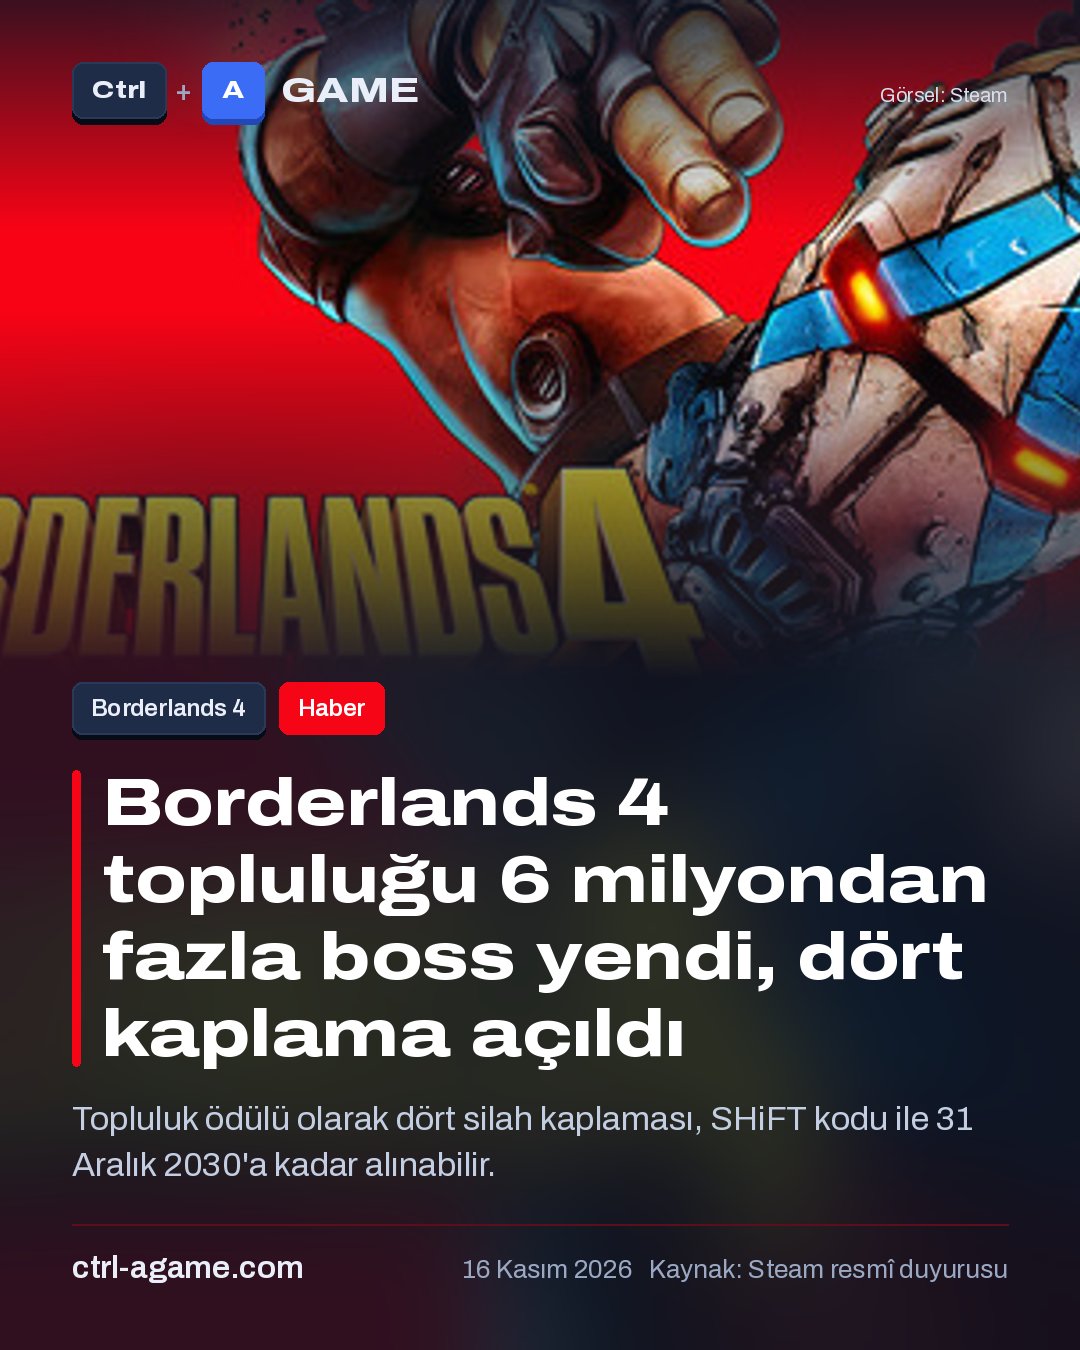 Ctrl + A GAME
Görsel: Steam
RDERLANDS 4
Borderlands 4
Haber
Borderlands 4
topluluğu 6 milyondan
fazla boss yendi, dört
kaplama açıldı
Topluluk ödülü olarak dört silah kaplaması, SHiFT kodu ile 31
Aralık 2030'a kadar alınabilir.
ctrl-agame.com
16 Kasım 2026 Kaynak: Steam resmî duyurusu